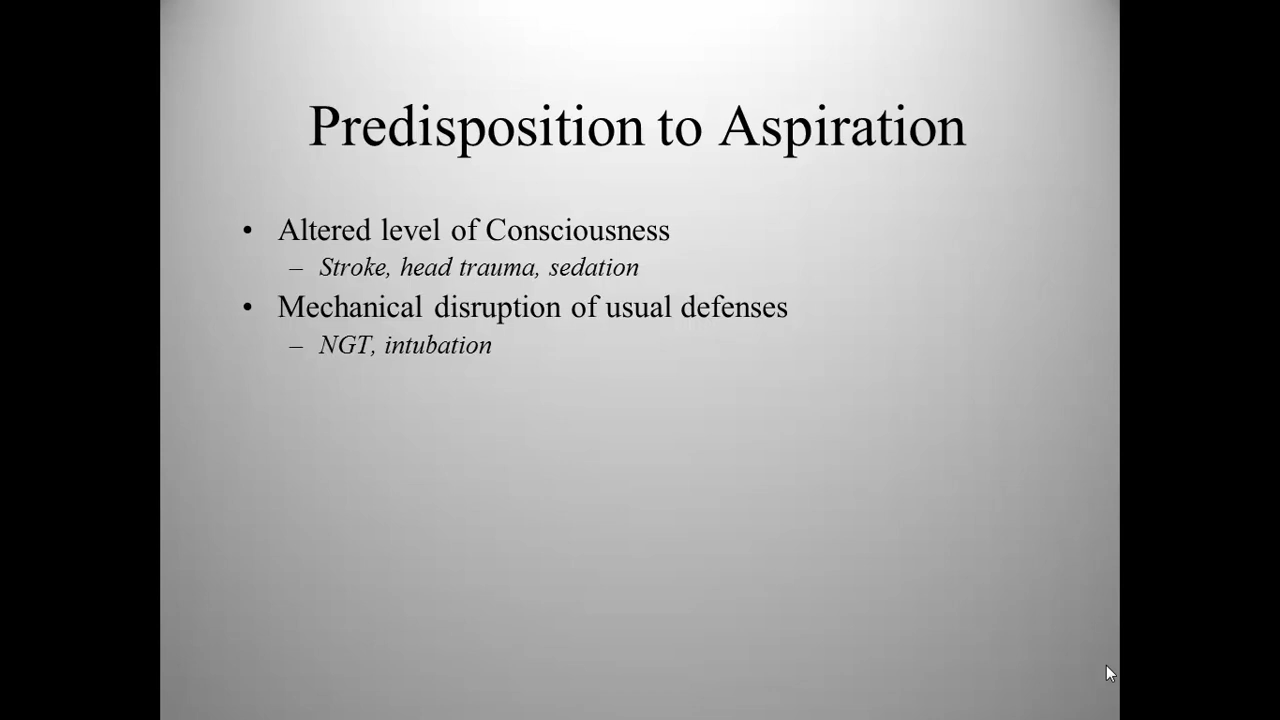 Predisposition to Aspiration
• Altered level of Consciousness
– Stroke, head trauma, sedation
• Mechanical disruption of usual defenses
– NGT, intubation